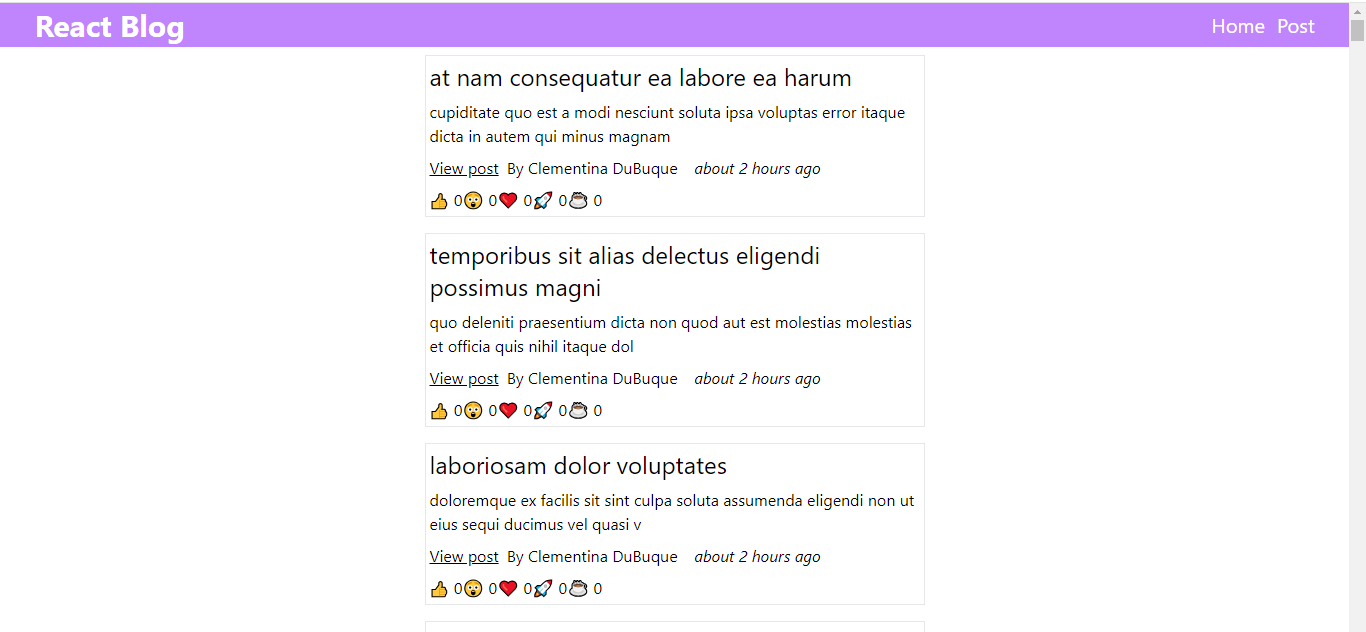 React Blog
Home Post
at nam consequatur ea labore ea harum
cupiditate quo est a modi nesciunt soluta ipsa voluptas error itaque
dicta in autem qui minus magnam
View post By Clementina DuBuque about 2 hours ago
👍 0😮 0❤️ 0🚀 0☕ 0
temporibus sit alias delectus eligendi
possimus magni
quo deleniti praesentium dicta non quod aut est molestias molestias
et officia quis nihil itaque dol
View post By Clementina DuBuque about 2 hours ago
👍 0😮 0❤️ 0🚀 0☕ 0
laboriosam dolor voluptates
doloremque ex facilis sit sint culpa soluta assumenda eligendi non ut
eius sequi ducimus vel quasi v
View post By Clementina DuBuque about 2 hours ago
👍 0😮 0❤️ 0🚀 0☕ 0